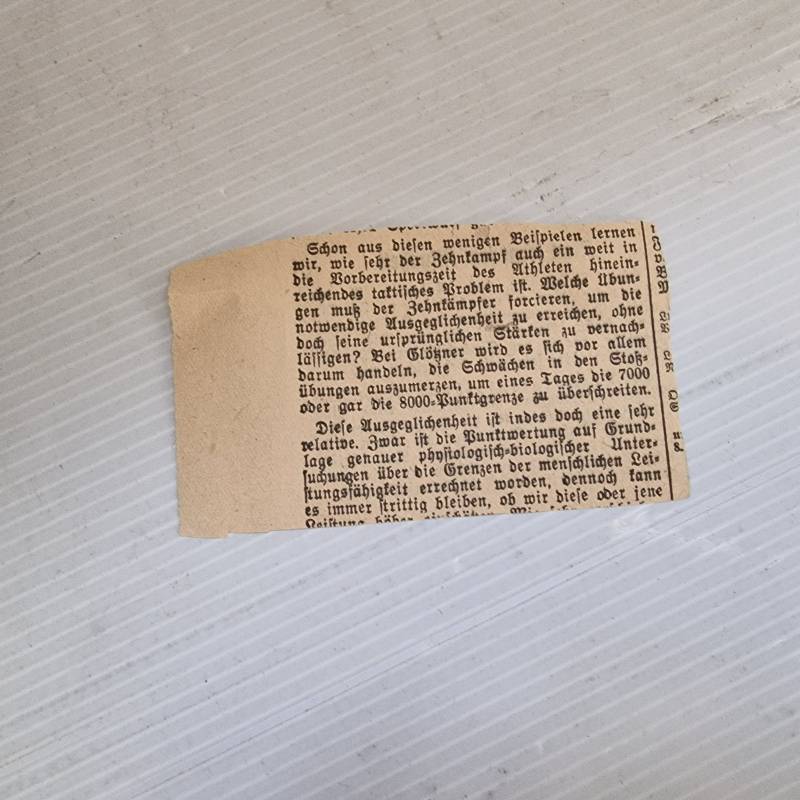 Schon aus diesen wenigen Beispielen lernen
wir, wie sehr der Zehnkampf auch ein weit in
die Vorbereitungszeit des Athleten hinein-
reichendes taktisches Problem ist. Welche Übun-
gen muß der Zehnkämpfer forcieren, um die
notwendige Ausgeglichenheit zu erreichen, ohne
doch seine ursprünglichen Stärken zu vernach-
lässigen? Bei Glötzner wird es sich vor allem
darum handeln, die Schwächen in den Stoß-
übungen auszumerzen, um eines Tages die 7000
oder gar die 8000-Punktgrenze zu überschreiten.
Diese Ausgeglichenheit ist indes doch eine sehr
relative. Zwar ist die Punktwertung auf Grund-
lage genauer physiologisch-biologischer Unter-
suchungen über die Grenzen der menschlichen Lei-
stungsfähigkeit errechnet worden, dennoch kann
es immer strittig bleiben, ob wir diese oder jene
Leistung höher